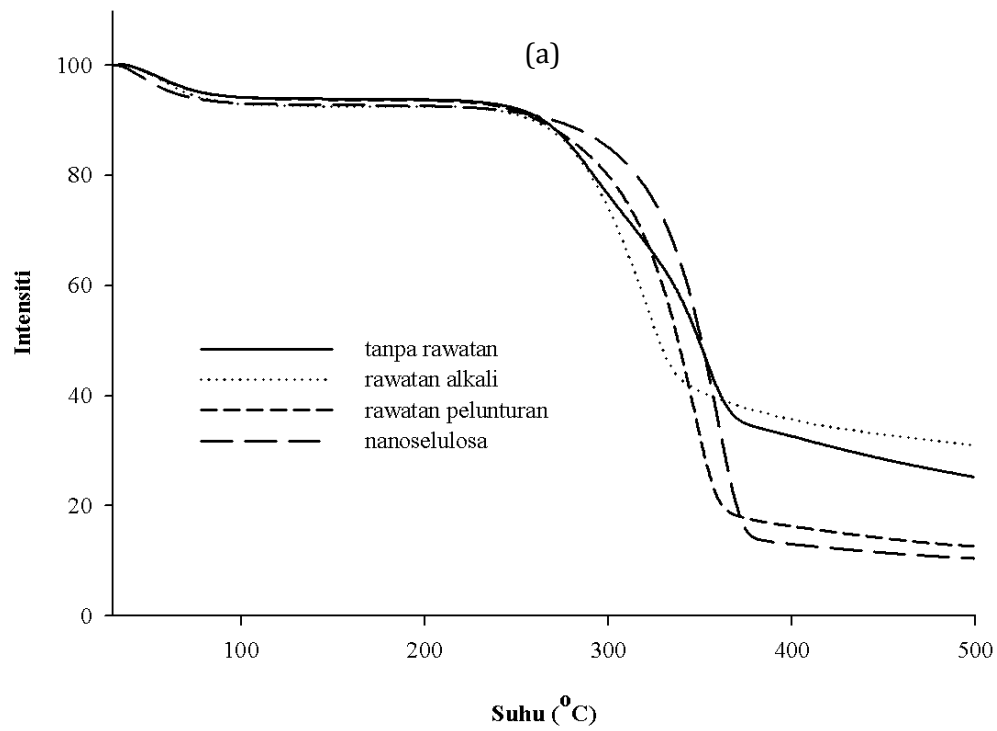 (a)
100
80
60
40
20
0
Intensiti
tanpa rawatan
rawatan alkali
rawatan pelunturan
nanoselulosa
100 200 300 400 500
Suhu (°C)